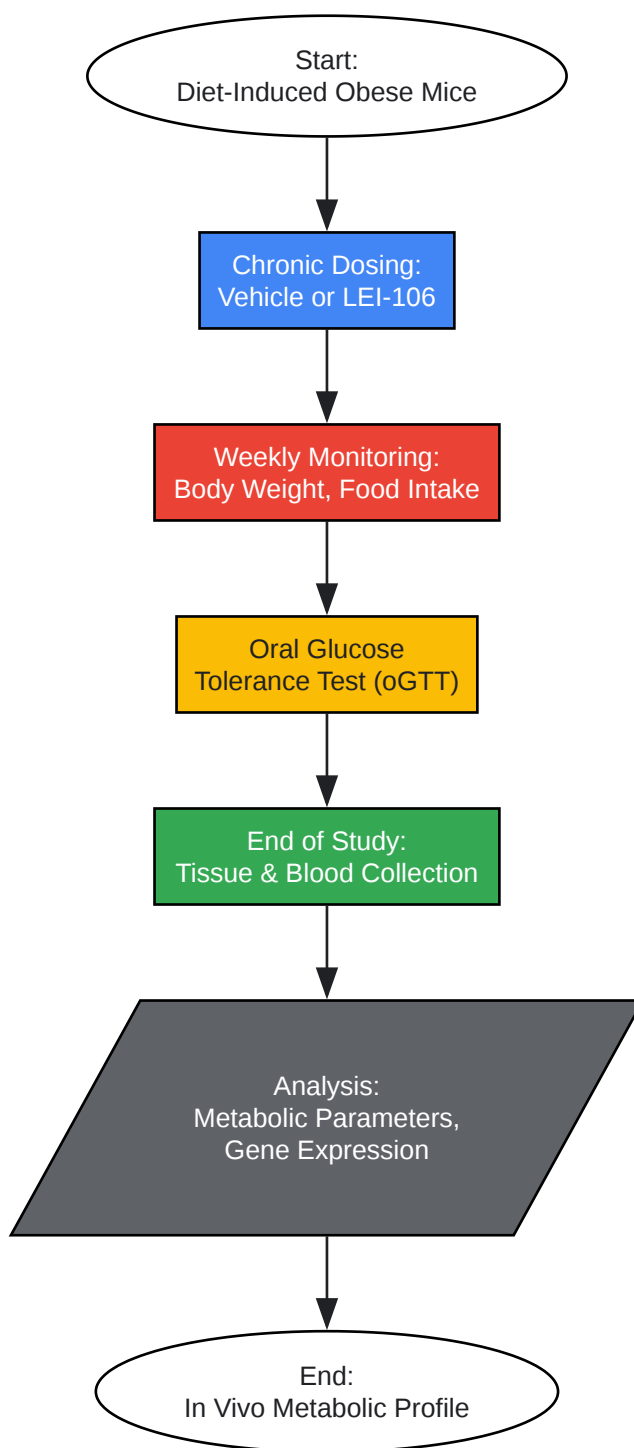 Start:
Diet-Induced Obese Mice
Chronic Dosing:
Vehicle or LEI-106
Weekly Monitoring:
Body Weight, Food Intake
Oral Glucose
Tolerance Test (oGTT)
End of Study:
Tissue & Blood Collection
Analysis:
Metabolic Parameters,
Gene Expression
End:
In Vivo Metabolic Profile